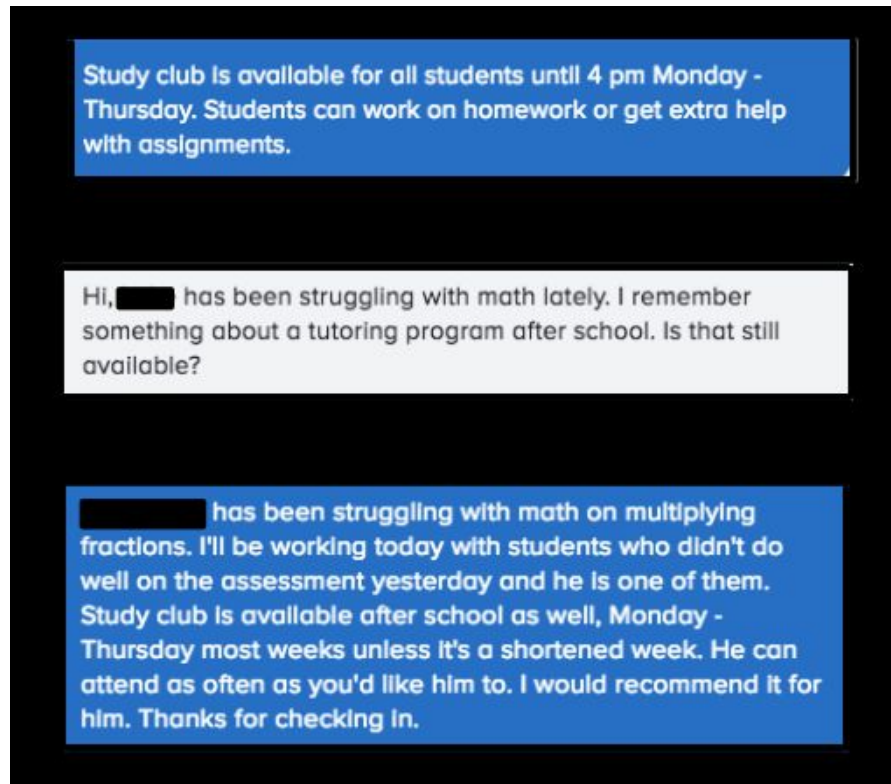 Study club is available for all students until 4 pm Monday -
Thursday. Students can work on homework or get extra help
with assignments.
Hi, has been struggling with math lately. I remember
something about a tutoring program after school. Is that still
available?
has been struggling with math on multiplying
fractions. I'll be working today with students who didn't do
well on the assessment yesterday and he is one of them.
Study club is available after school as well, Monday -
Thursday most weeks unless it's a shortened week. He can
attend as often as you'd like him to. I would recommend it for
him. Thanks for checking in.